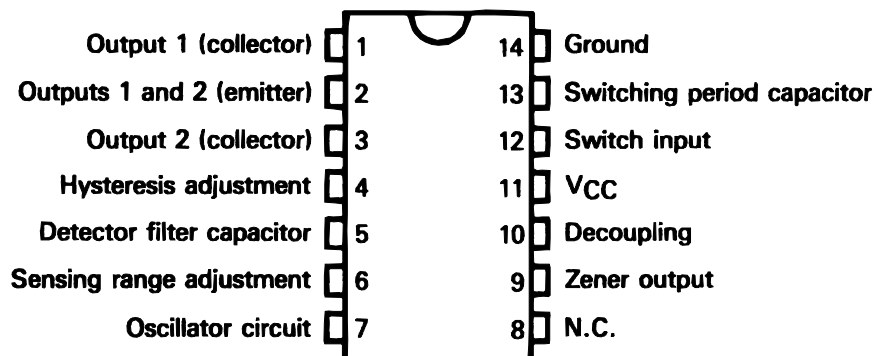 Output 1 (collector) 1 14 Ground
Outputs 1 and 2 (emitter) 2 13 Switching period capacitor
Output 2 (collector) 3 12 Switch input
Hysteresis adjustment 4 11 VCC
Detector filter capacitor 5 10 Decoupling
Sensing range adjustment 6 9 Zener output
Oscillator circuit 7 8 N.C.